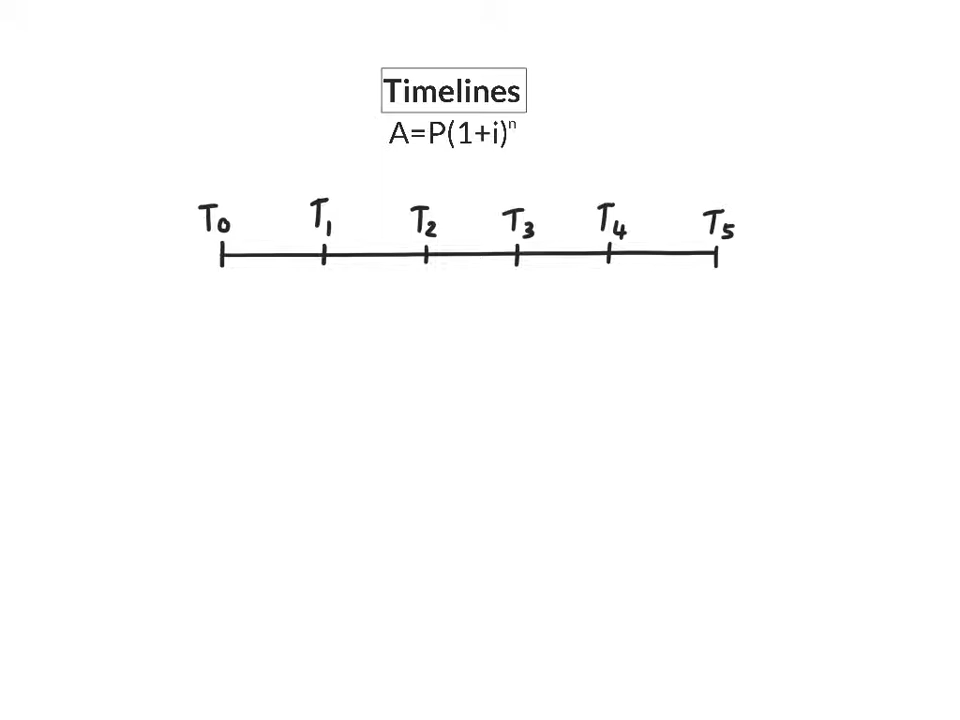 Timelines
A=P(1+i)ⁿ
T₀ T₁ T₂ T₃ T₄ T₅